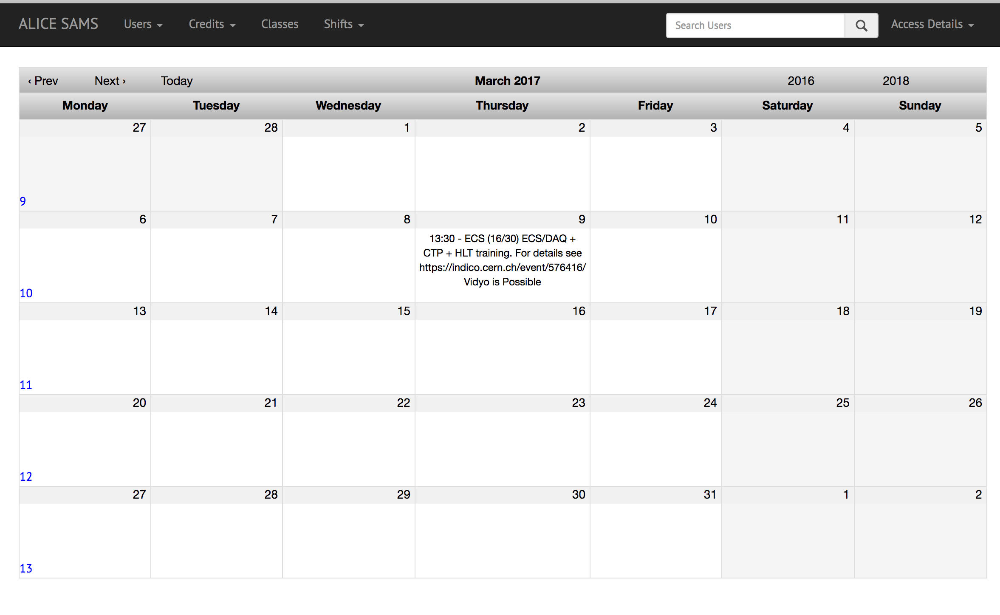 ALICE SAMS Users Credits Classes Shifts Search Users Access Details
‹ Prev Next › Today March 2017 2016 2018
Monday Tuesday Wednesday Thursday Friday Saturday Sunday
27 28 1 2 3 4 5
9
6 7 8 9 10 11 12
13:30 - ECS (16/30) ECS/DAQ +
CTP + HLT training. For details see
https://indico.cern.ch/event/576416/
Vidyo is Possible
10
13 14 15 16 17 18 19
11
20 21 22 23 24 25 26
12
27 28 29 30 31 1 2
13